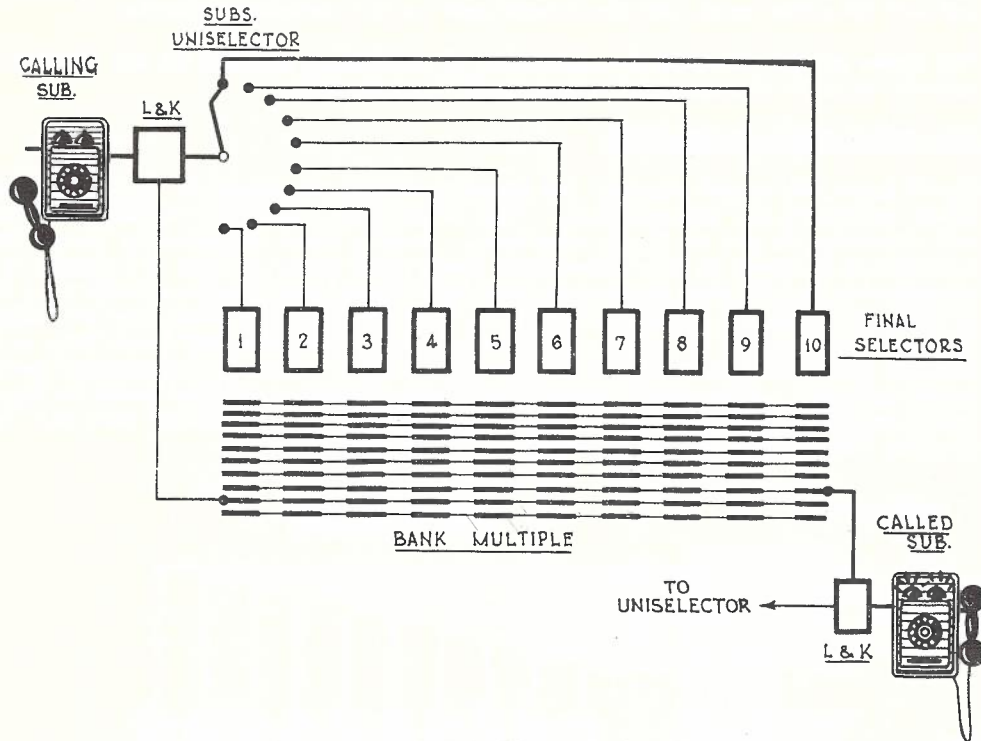 SUBS.
UNISELECTOR
CALLING
SUB.
L&K
1 2 3 4 5 6 7 8 9 10
FINAL
SELECTORS
BANK MULTIPLE
CALLED
SUB.
TO
UNISELECTOR
L & K